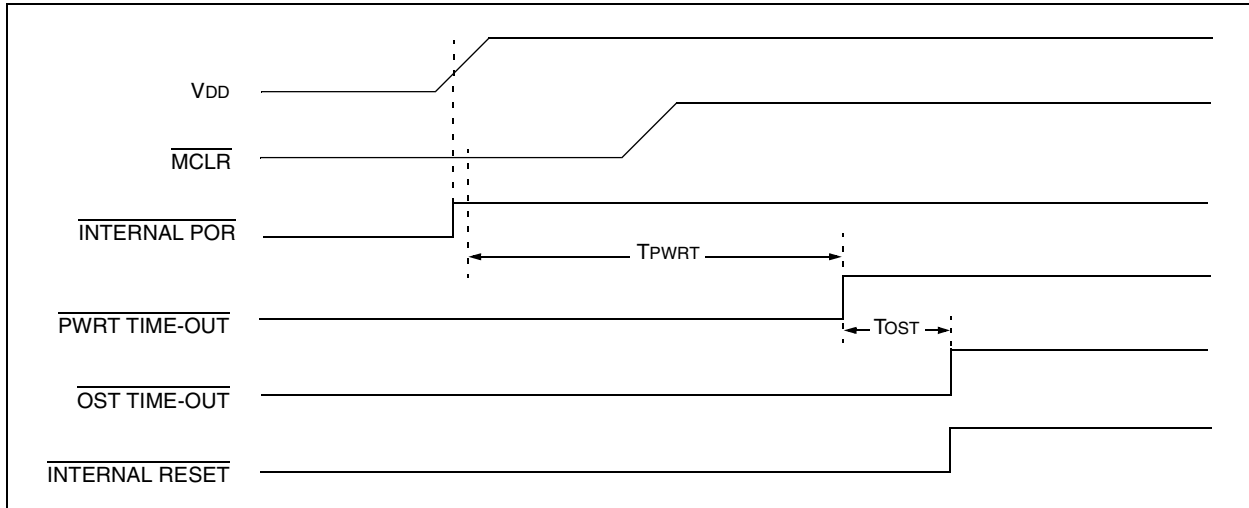 VDD
MCLR
INTERNAL POR
TPWRT
PWRT TIME-OUT
TOST
OST TIME-OUT
INTERNAL RESET